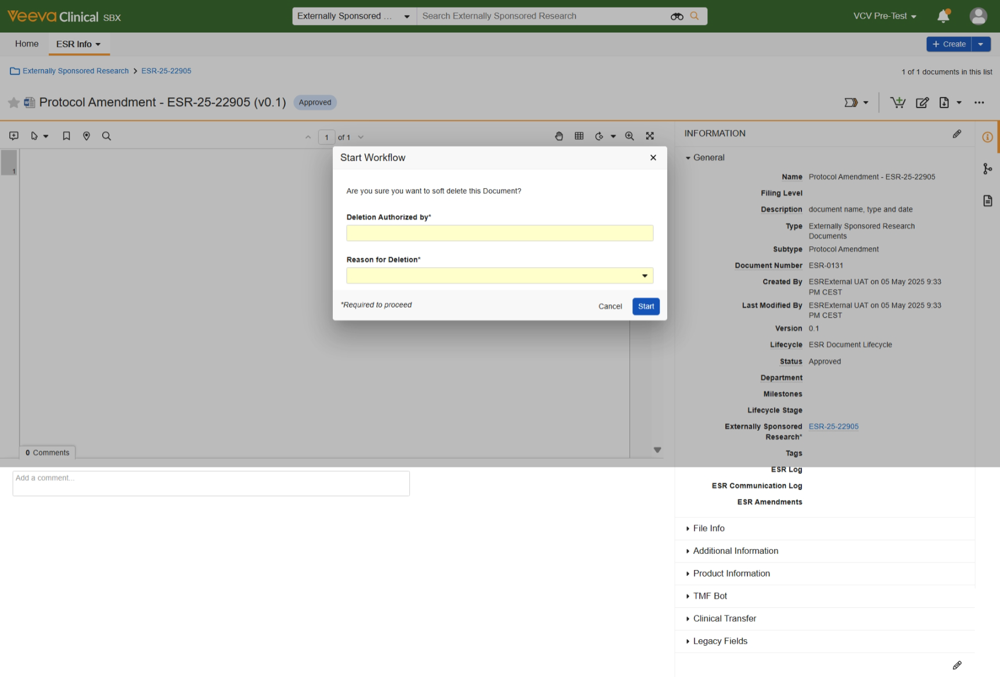 Veeva Clinical SBX
Externally Sponsored ...
Search Externally Sponsored Research
VCV Pre-Test
Home
ESR Info
+ Create
Externally Sponsored Research > ESR-25-22905
1 of 1 documents in this list
Protocol Amendment - ESR-25-22905 (v0.1)
Approved
1 of 1
1
Start Workflow
Are you sure you want to soft delete this Document?
Deletion Authorized by*
Reason for Deletion*
*Required to proceed
Cancel
Start
0 Comments
Add a comment...
INFORMATION
General
Name Protocol Amendment - ESR-25-22905
Filing Level
Description document name, type and date
Type Externally Sponsored Research
Documents
Subtype Protocol Amendment
Document Number ESR-0131
Created By ESRExternal UAT on 05 May 2025 9:33
PM CEST
Last Modified By ESRExternal UAT on 05 May 2025 9:33
PM CEST
Version 0.1
Lifecycle ESR Document Lifecycle
Status Approved
Department
Milestones
Lifecycle Stage
Externally Sponsored ESR-25-22905
Research*
Tags
ESR Log
ESR Communication Log
ESR Amendments
File Info
Additional Information
Product Information
TMF Bot
Clinical Transfer
Legacy Fields